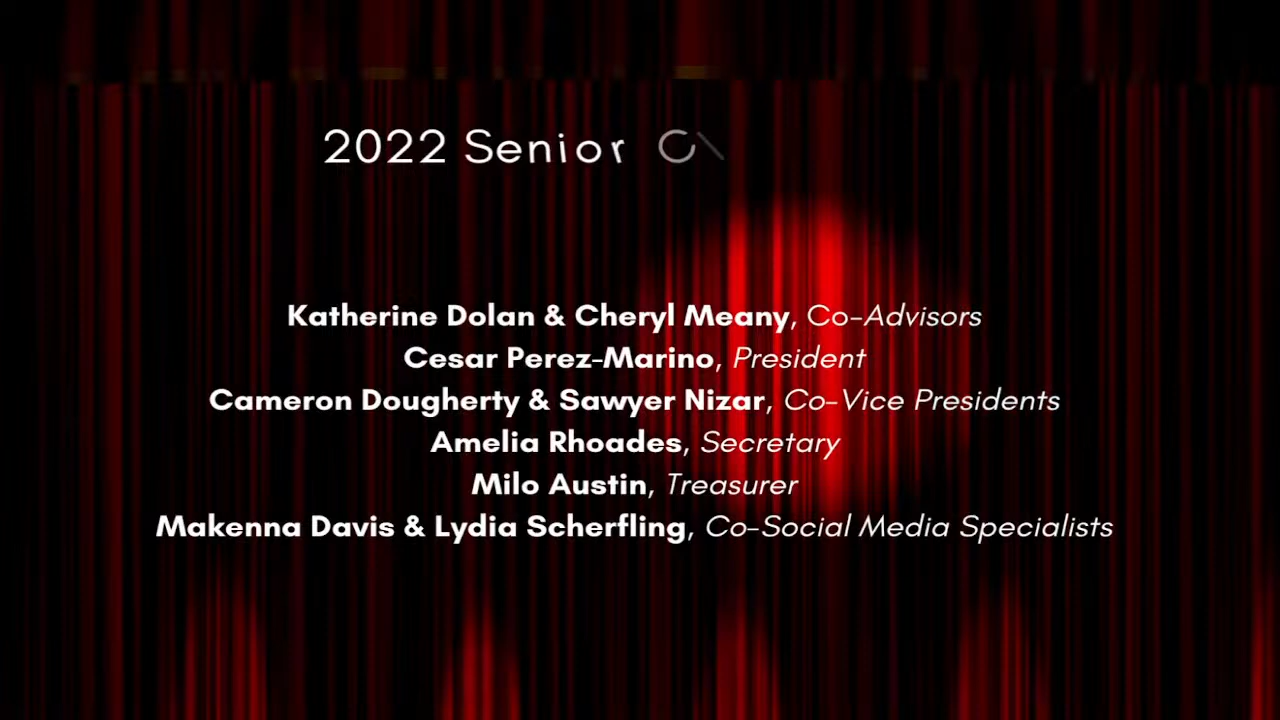 2022 Senior
Katherine Dolan & Cheryl Meany, Co-Advisors
Cesar Perez-Marino, President
Cameron Dougherty & Sawyer Nizar, Co-Vice Presidents
Amelia Rhoades, Secretary
Milo Austin, Treasurer
Makenna Davis & Lydia Scherfling, Co-Social Media Specialists